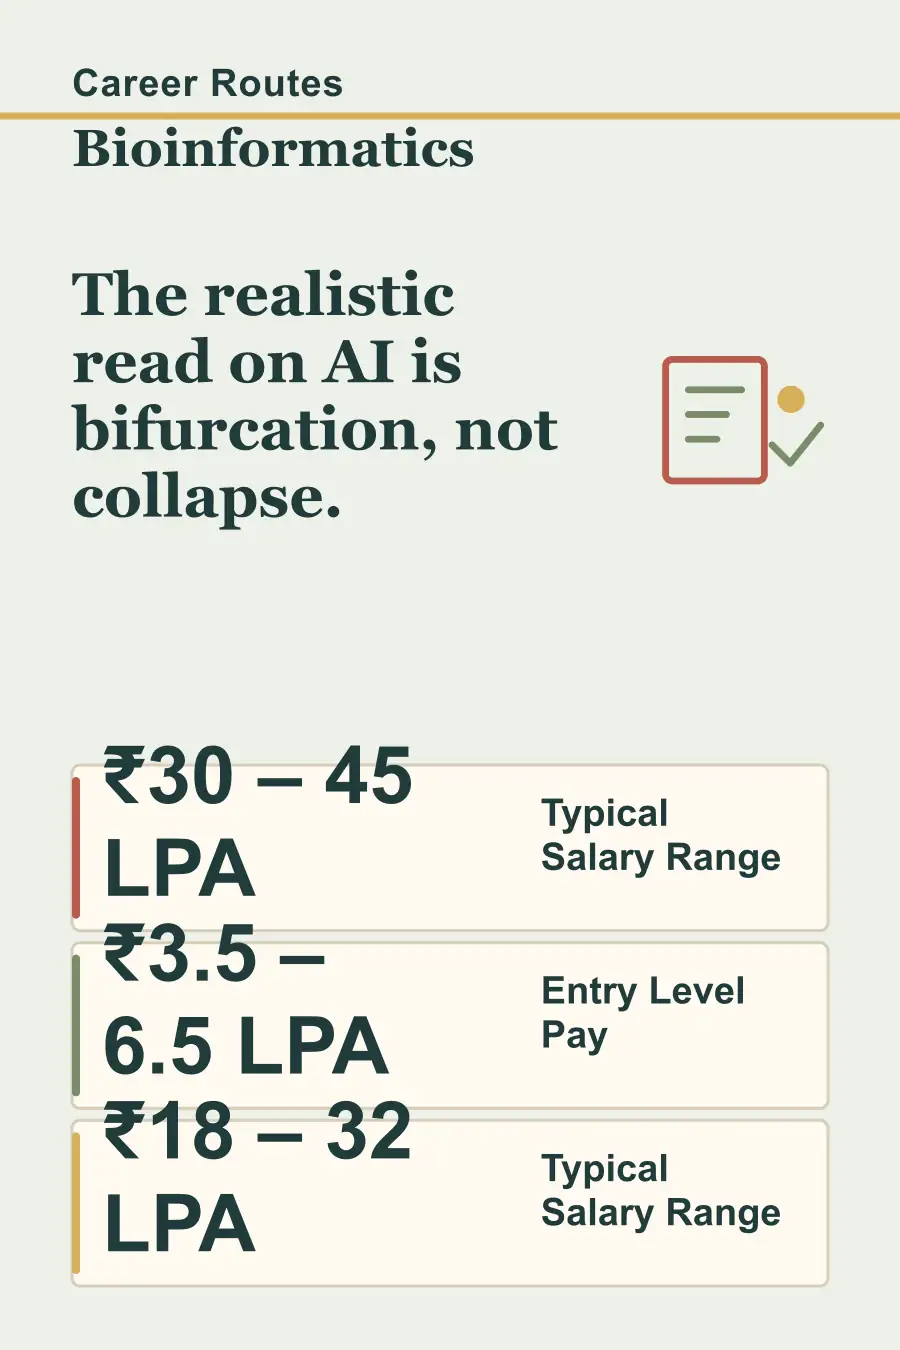 Career Routes
Bioinformatics
The realistic
read on AI is
bifurcation, not
collapse.
₹30 – 45
LPA
Typical
Salary Range
₹3.5 –
6.5 LPA
Entry Level
Pay
₹18 – 32
LPA
Typical
Salary Range